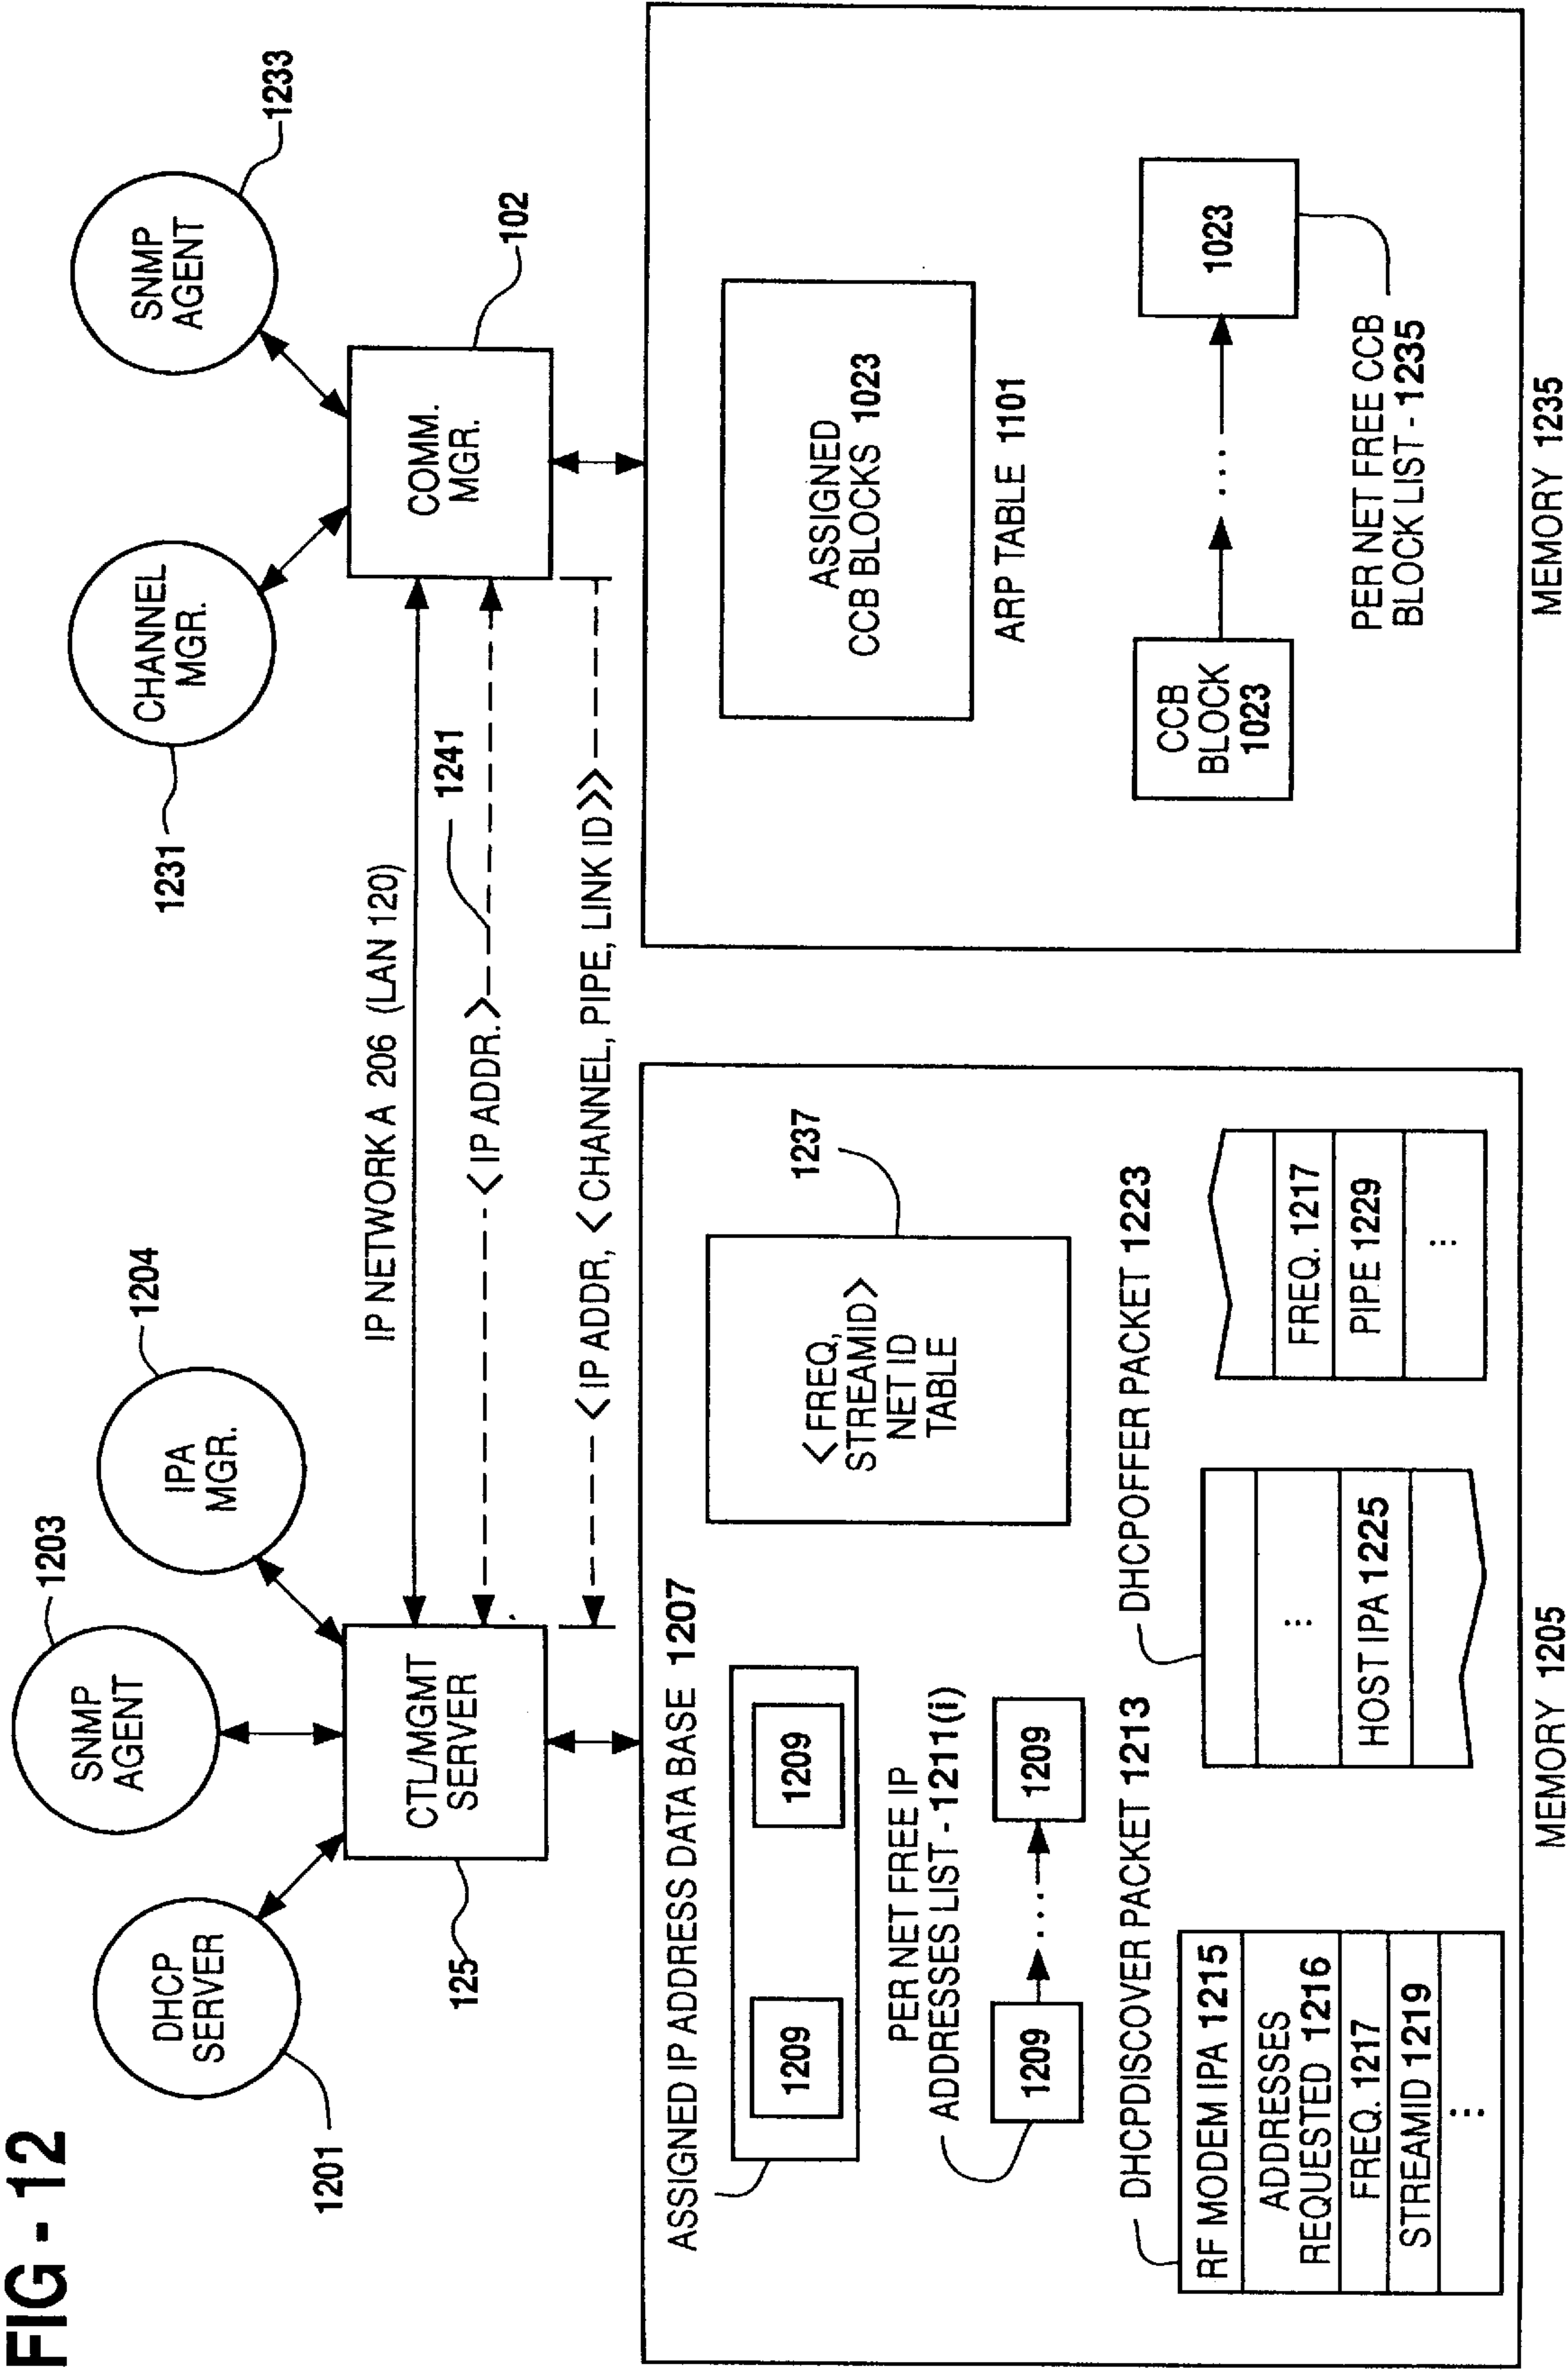 FIG - 12
DHCP
SERVER
1201
SNMP
AGENT
1203
IPA
MGR.
1204
CTL/MGMT
SERVER
125
IP NETWORK A 206 (LAN 120)
<IP ADDR.>
1241
<IP ADDR, <CHANNEL, PIPE, LINK ID>>
CHANNEL
MGR.
1231
SNMP
AGENT
1233
COMM.
MGR.
102
ASSIGNED IP ADDRESS DATA BASE 1207
1209
1209
PER NET FREE IP
ADDRESSES LIST - 1211(i)
1209
...
1209
<FREQ,
STREAMID>
NET ID
TABLE
1237
DHCPDISCOVER PACKET 1213
RF MODEM IPA 1215
ADDRESSES
REQUESTED 1216
FREQ. 1217
STREAMID 1219
...
DHCPOFFER PACKET 1223
...
HOST IPA 1225
FREQ. 1217
PIPE 1229
...
MEMORY 1205
ASSIGNED
CCB BLOCKS 1023
ARP TABLE 1101
CCB
BLOCK
1023
...
1023
PER NET FREE CCB
BLOCK LIST - 1235
MEMORY 1235